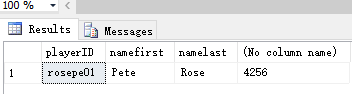 100 %
Results Messages
playerID namefirst namelast (No column name)
1 rosepe01 Pete Rose 4256